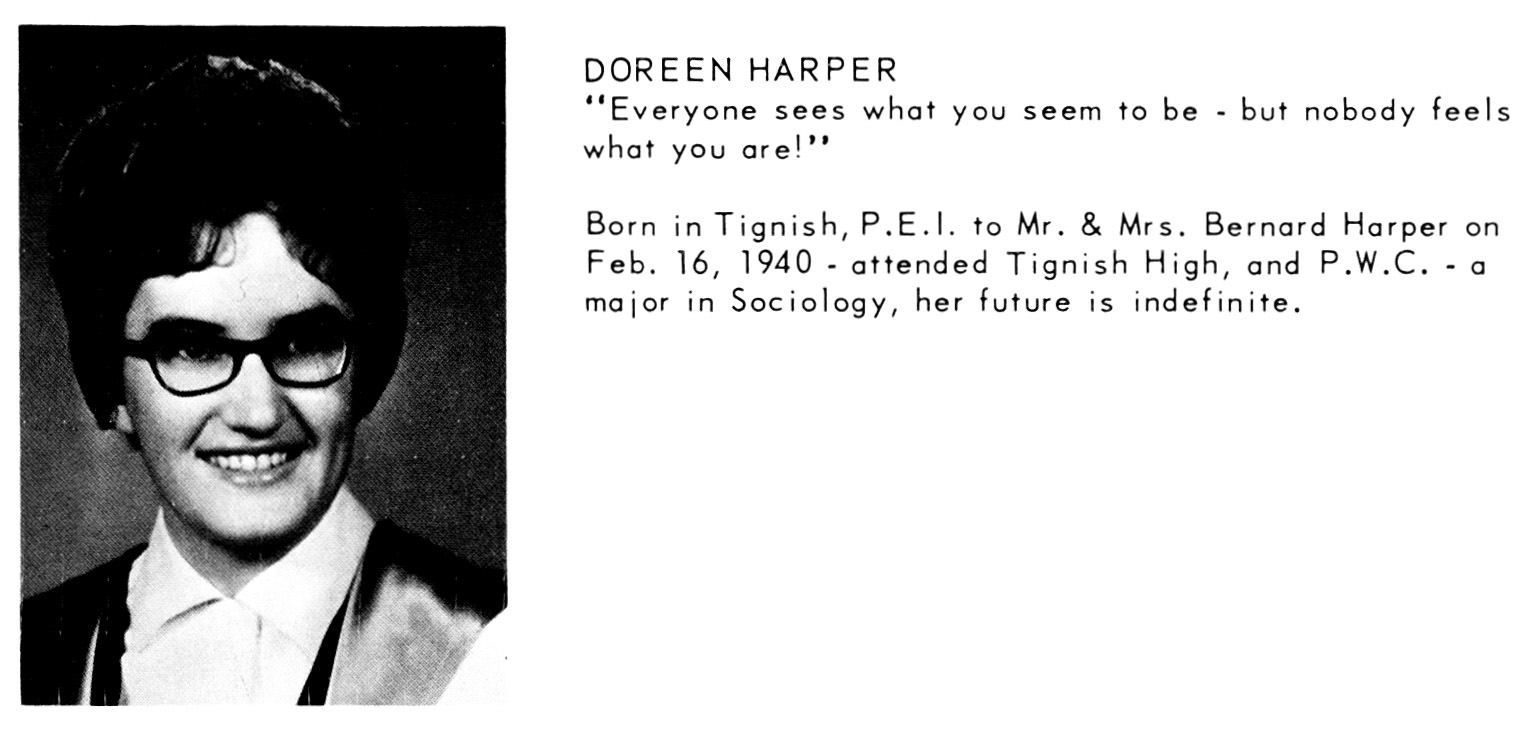 DOREEN HARPER
“Everyone sees what you seem to be - but nobody feels
what you are!”
Born in Tignish, P.E.I. to Mr. & Mrs. Bernard Harper on
Feb. 16, 1940 - attended Tignish High, and P.W.C. - a
major in Sociology, her future is indefinite.